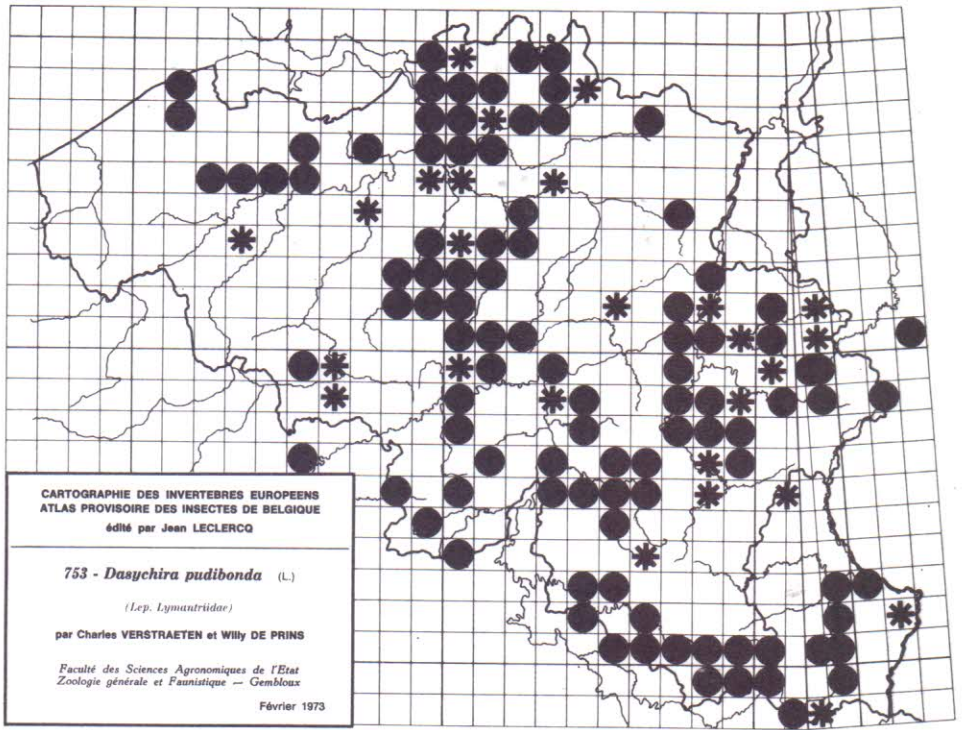 CARTOGRAPHIE DES INVERTEBRES EUROPEENS
ATLAS PROVISOIRE DES INSECTES DE BELGIQUE
édité par Jean LECLERCQ
753 - Dasychira pudibonda (L.)
(Lep. Lymantriidae)
par Charles VERSTRAETEN et Willy DE PRINS
Faculté des Sciences Agronomiques de l'Etat
Zoologie générale et Faunistique — Gembloux
Février 1973